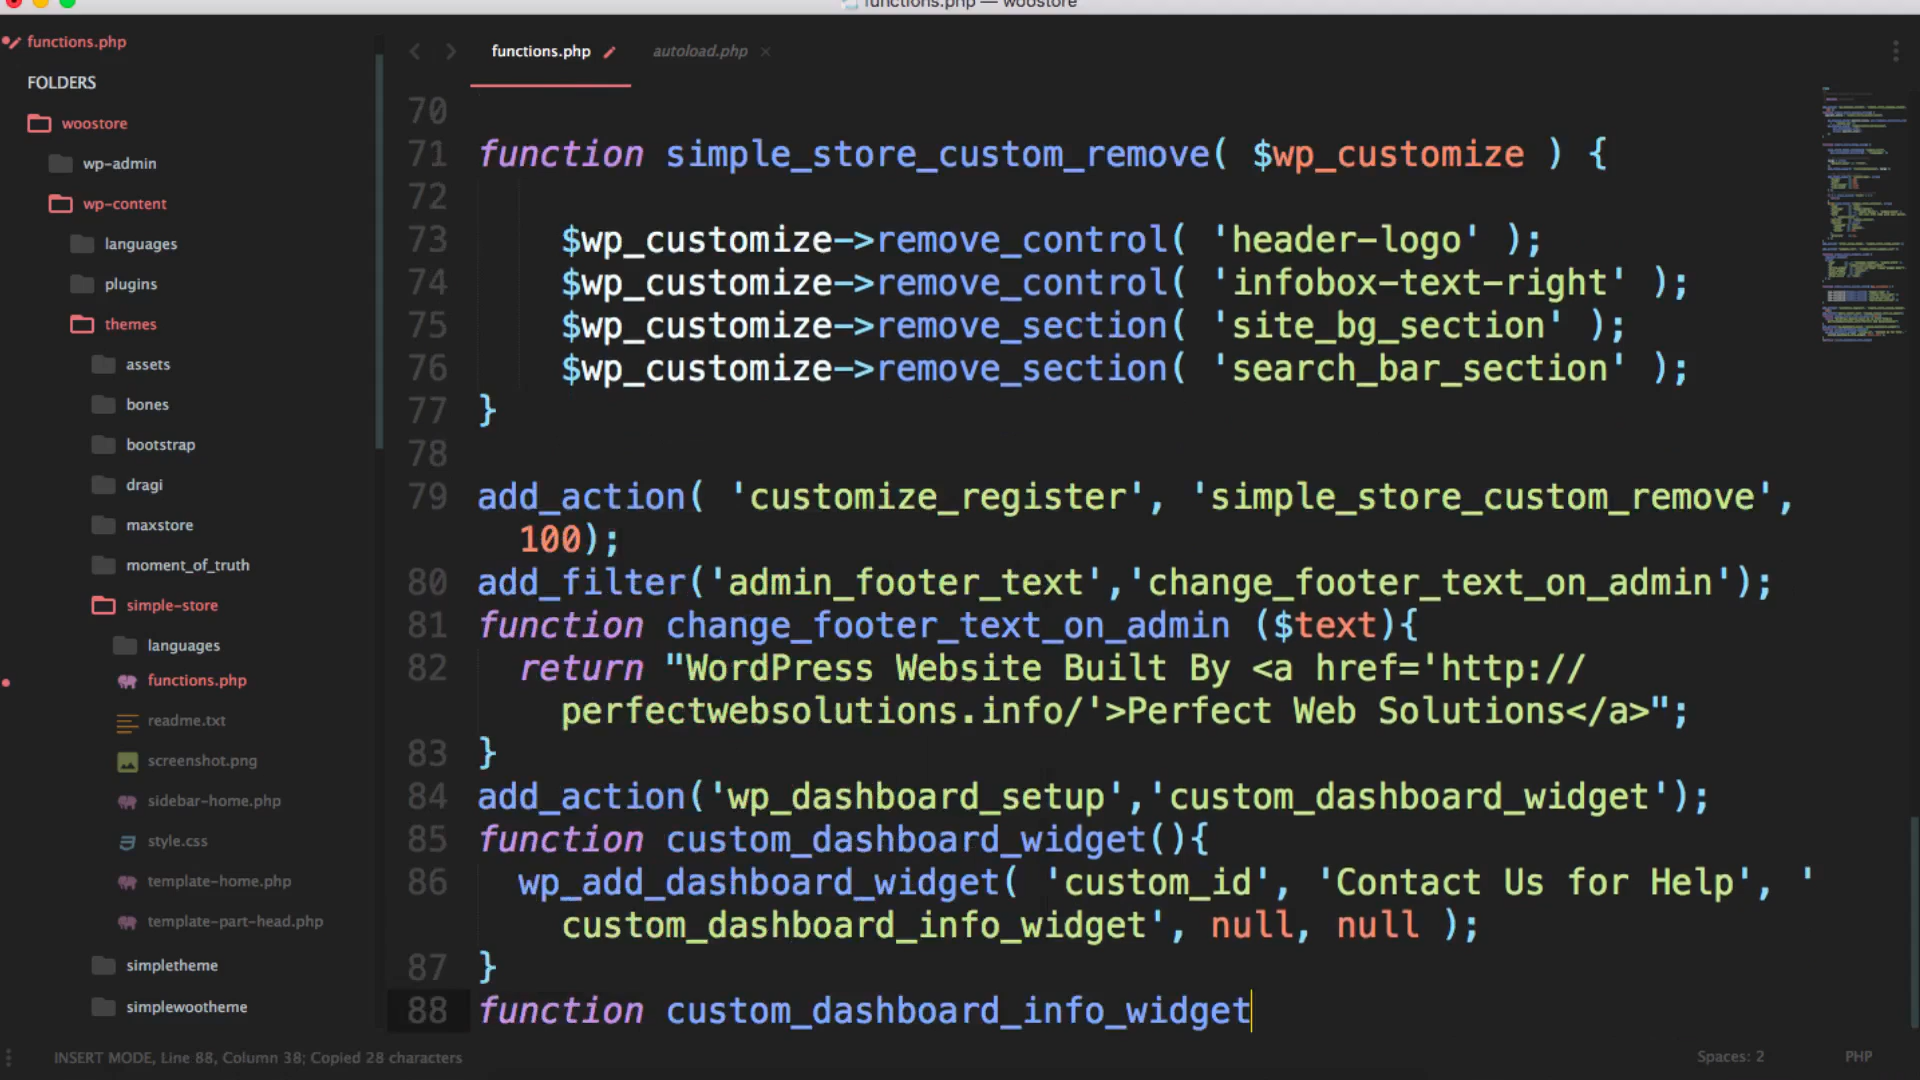 functions.php — woostore
functions.php
FOLDERS
woostore
wp-admin
wp-content
languages
plugins
themes
assets
bones
bootstrap
dragi
maxstore
moment_of_truth
simple-store
languages
functions.php
readme.txt
screenshot.png
sidebar-home.php
style.css
template-home.php
template-part-head.php
simpletheme
simplewootheme
functions.php autoload.php
70
71 function simple_store_custom_remove( $wp_customize ) {
72
73 $wp_customize->remove_control( 'header-logo' );
74 $wp_customize->remove_control( 'infobox-text-right' );
75 $wp_customize->remove_section( 'site_bg_section' );
76 $wp_customize->remove_section( 'search_bar_section' );
77 }
78
79 add_action( 'customize_register', 'simple_store_custom_remove',
100);
80 add_filter('admin_footer_text','change_footer_text_on_admin');
81 function change_footer_text_on_admin ($text){
82 return "WordPress Website Built By <a href='http://
perfectwebsolutions.info/'>Perfect Web Solutions</a>";
83 }
84 add_action('wp_dashboard_setup','custom_dashboard_widget');
85 function custom_dashboard_widget(){
86 wp_add_dashboard_widget( 'custom_id', 'Contact Us for Help', '
custom_dashboard_info_widget', null, null );
87 }
88 function custom_dashboard_info_widget
INSERT MODE, Line 88, Column 38; Copied 28 characters
Spaces: 2 PHP